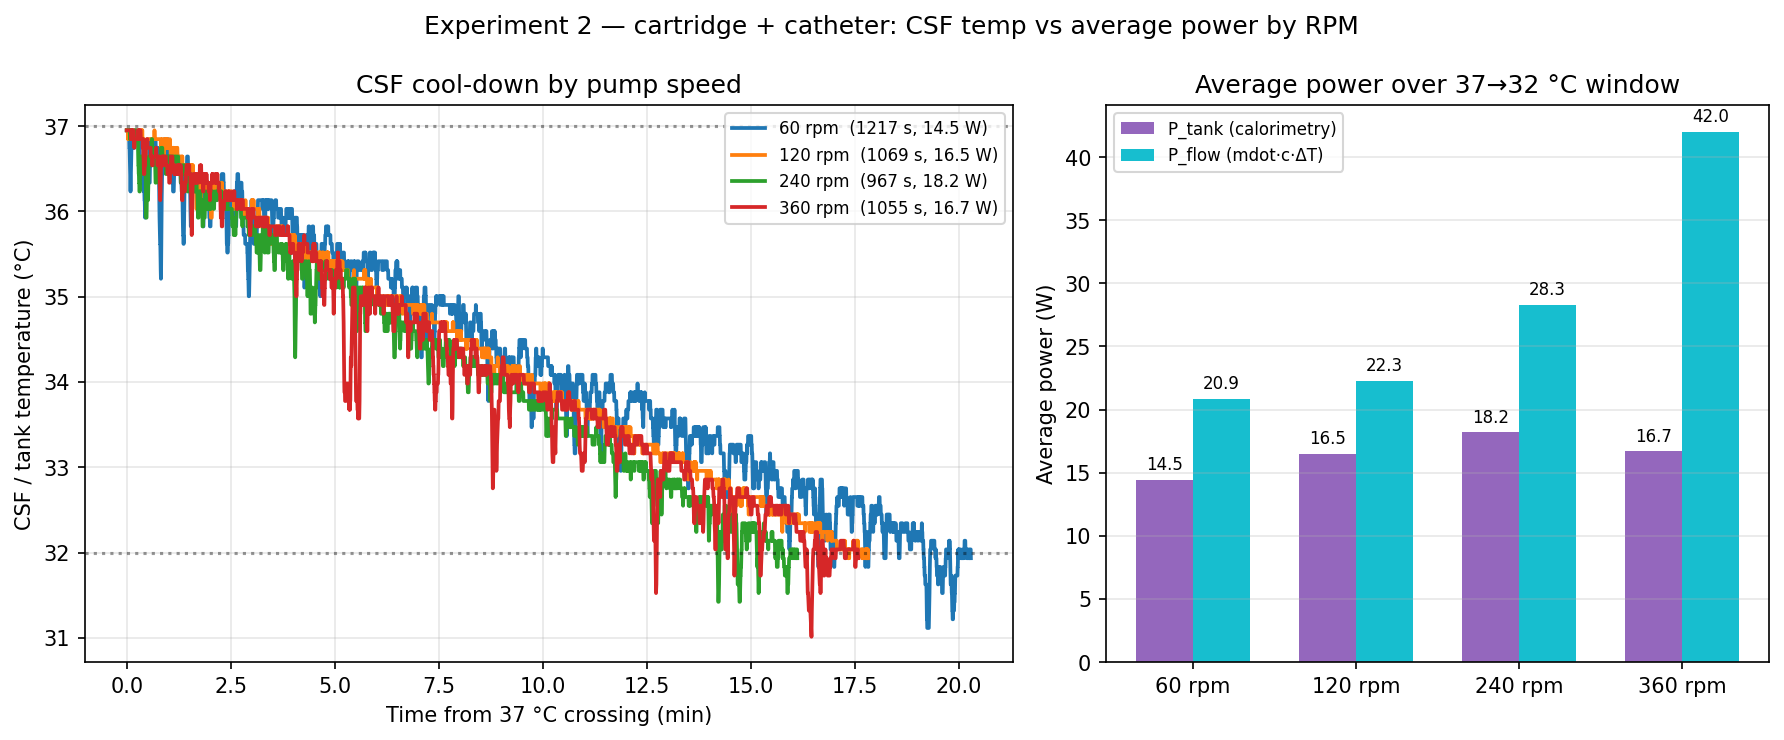 Experiment 2 — cartridge + catheter: CSF temp vs average power by RPM
CSF cool-down by pump speed
CSF / tank temperature (°C)
37
36
35
34
33
32
31
60 rpm  (1217 s, 14.5 W)
120 rpm  (1069 s, 16.5 W)
240 rpm  (967 s, 18.2 W)
360 rpm  (1055 s, 16.7 W)
0.0 2.5 5.0 7.5 10.0 12.5 15.0 17.5 20.0
Time from 37 °C crossing (min)
Average power over 37→32 °C window
Average power (W)
40
35
30
25
20
15
10
5
0
P_tank (calorimetry)
P_flow (mdot·c·ΔT)
14.5
20.9
16.5
22.3
18.2
28.3
16.7
42.0
60 rpm 120 rpm 240 rpm 360 rpm